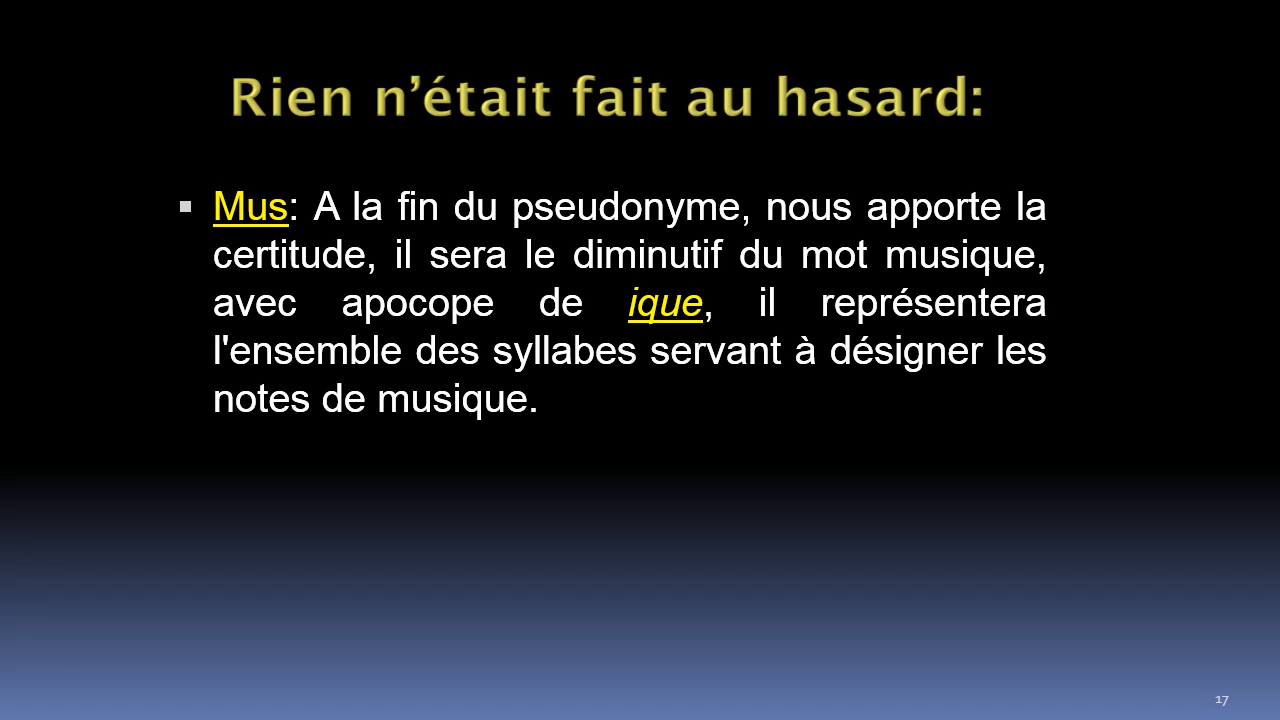 Rien n’était fait au hasard:
▪ Mus: A la fin du pseudonyme, nous apporte la
certitude, il sera le diminutif du mot musique,
avec apocope de ique, il représentera
l'ensemble des syllabes servant à désigner les
notes de musique.
17